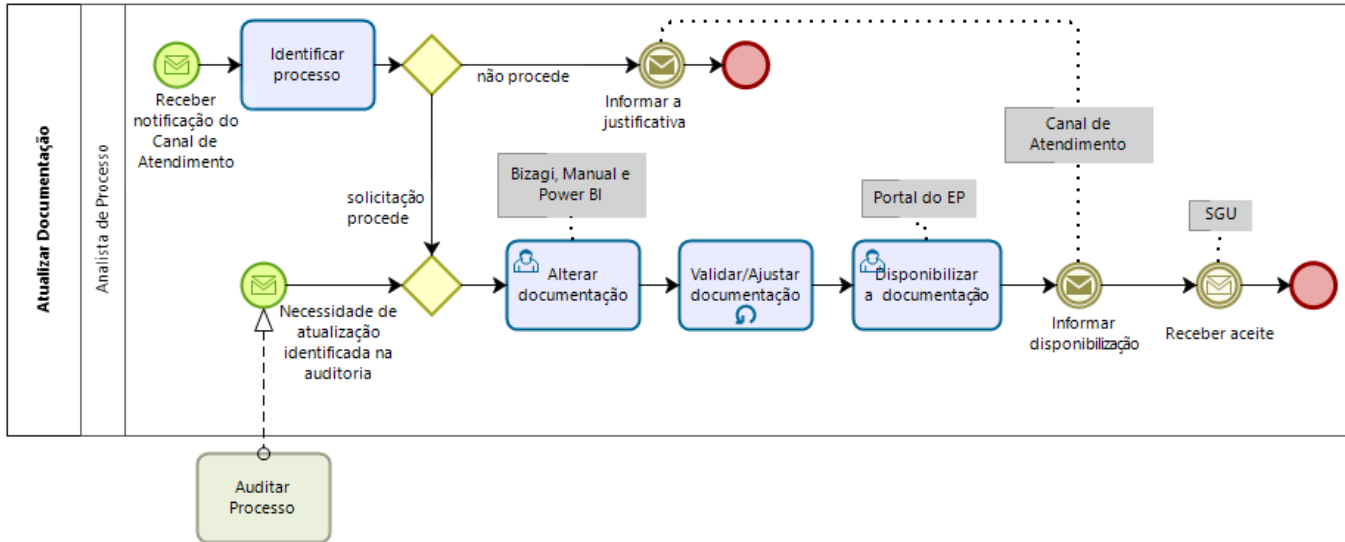 Atualizar Documentação
Analista de Processo
Receber
notificação do
Canal de
Atendimento
Identificar
processo
não procede
Informar a
justificativa
solicitação
procede
Canal de
Atendimento
Bizagi, Manual e
Power BI
Portal do EP
SGU
Necessidade de
atualização
identificada na
auditoria
Alterar
documentação
Validar/Ajustar
documentação
Disponibilizar
a documentação
Informar
disponibilização
Receber aceite
Auditar
Processo